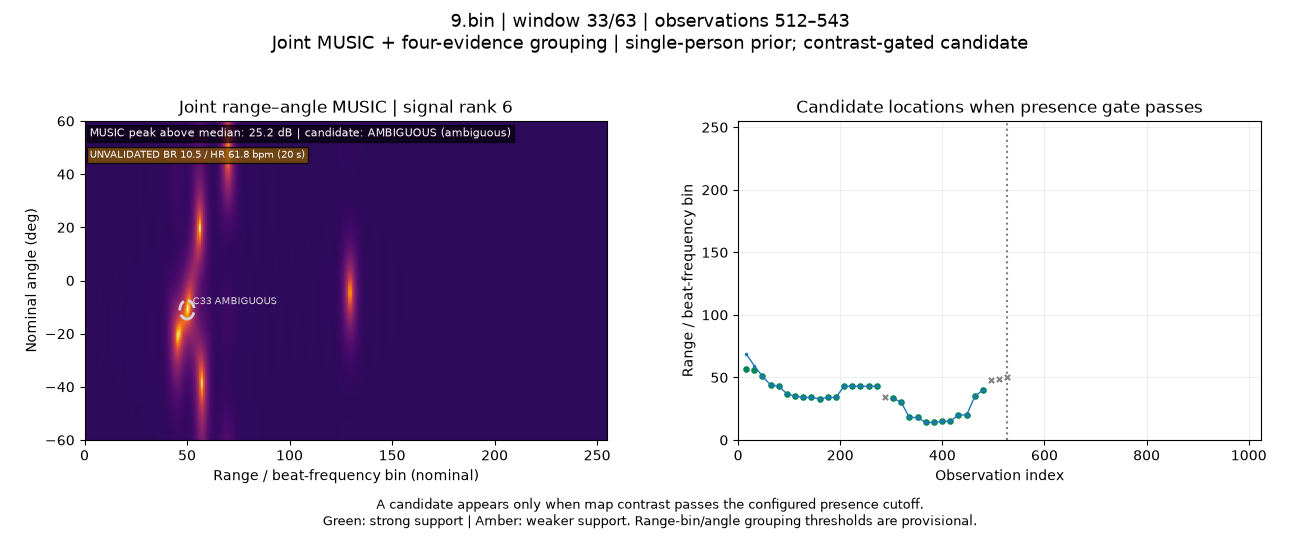 9.bin | window 33/63 | observations 512–543
Joint MUSIC + four-evidence grouping | single-person prior; contrast-gated candidate
Joint range–angle MUSIC | signal rank 6
MUSIC peak above median: 25.2 dB | candidate: AMBIGUOUS (ambiguous)
UNVALIDATED BR 10.5 / HR 61.8 bpm (20 s)
C33 AMBIGUOUS
60
40
20
0
−20
−40
−60
Nominal angle (deg)
0 50 100 150 200 250
Range / beat-frequency bin (nominal)
Candidate locations when presence gate passes
250
200
150
100
50
0
Range / beat-frequency bin
0 200 400 600 800 1000
Observation index
A candidate appears only when map contrast passes the configured presence cutoff.
Green: strong support | Amber: weaker support. Range-bin/angle grouping thresholds are provisional.